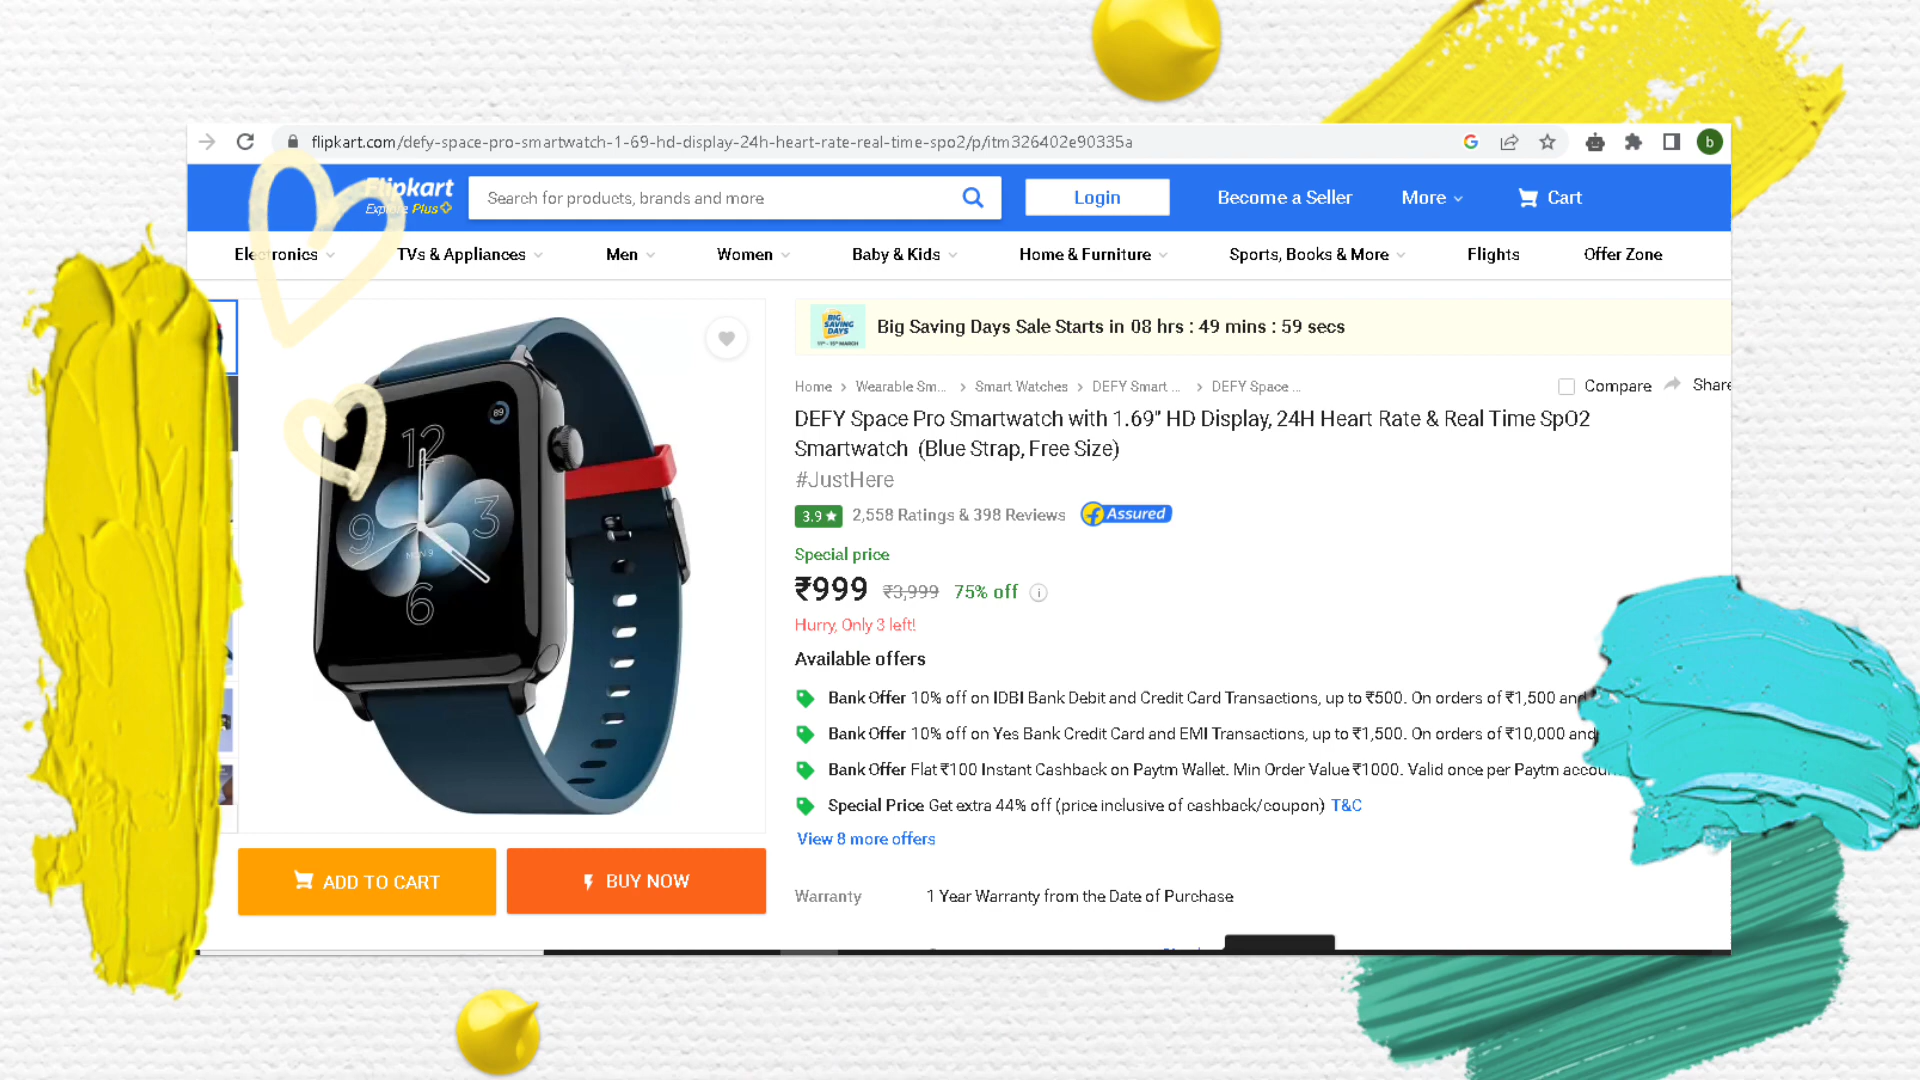 flipkart.com/defy-space-pro-smartwatch-1-69-hd-display-24h-heart-rate-real-time-spo2/p/itm326402e90335a
b
Flipkart
Explore Plus
Search for products, brands and more
Login
Become a Seller
More
Cart
Electronics
TVs & Appliances
Men
Women
Baby & Kids
Home & Furniture
Sports, Books & More
Flights
Offer Zone
BIG SAVING DAYS
Big Saving Days Sale Starts in 08 hrs : 49 mins : 59 secs
Home > Wearable Sm... > Smart Watches > DEFY Smart ... > DEFY Space ...
Compare
Share
DEFY Space Pro Smartwatch with 1.69" HD Display, 24H Heart Rate & Real Time SpO2
Smartwatch (Blue Strap, Free Size)
#JustHere
3.9★ 2,558 Ratings & 398 Reviews
Assured
Special price
₹999 ₹3,999 75% off
Hurry, Only 3 left!
Available offers
Bank Offer 10% off on IDBI Bank Debit and Credit Card Transactions, up to ₹500. On orders of ₹1,500 and
Bank Offer 10% off on Yes Bank Credit Card and EMI Transactions, up to ₹1,500. On orders of ₹10,000 and
Bank Offer Flat ₹100 Instant Cashback on Paytm Wallet. Min Order Value ₹1000. Valid once per Paytm accou
Special Price Get extra 44% off (price inclusive of cashback/coupon) T&C
View 8 more offers
Warranty
1 Year Warranty from the Date of Purchase
89
12
9
3
MON 9
6
ADD TO CART
BUY NOW